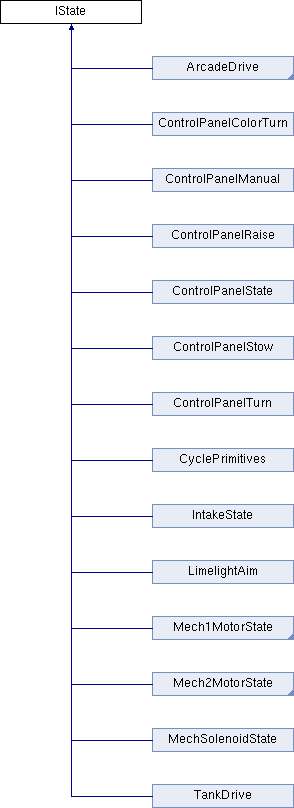 IState
ArcadeDrive
ControlPanelColorTurn
ControlPanelManual
ControlPanelRaise
ControlPanelState
ControlPanelStow
ControlPanelTurn
CyclePrimitives
IntakeState
LimelightAim
Mech1MotorState
Mech2MotorState
MechSolenoidState
TankDrive